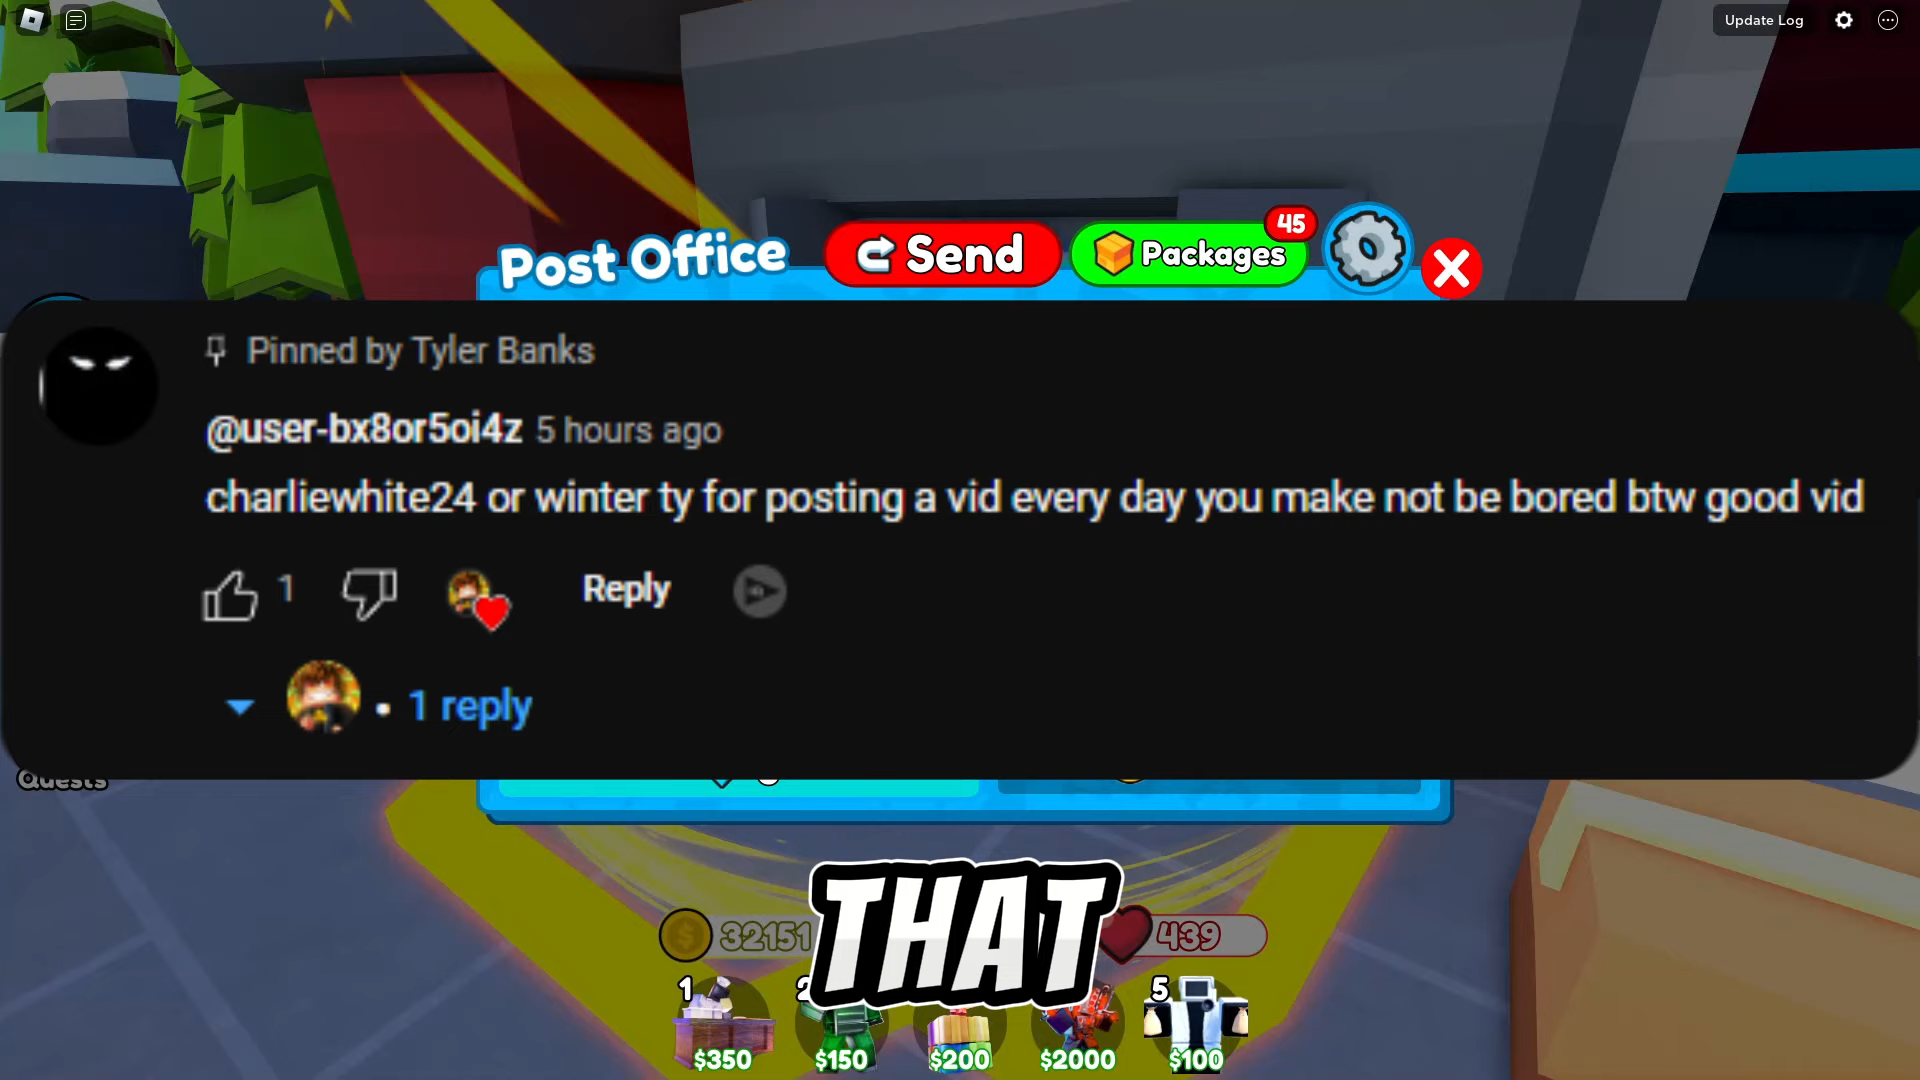 Update Log
Post Office
Send
Packages
45
Pinned by Tyler Banks
@user-bx8or5oi4z 5 hours ago
charliewhite24 or winter ty for posting a vid every day you make not be bored btw good vid
1
Reply
1 reply
Quests
THAT
32151
439
1
2
5
$350
$150
$200
$2000
$100